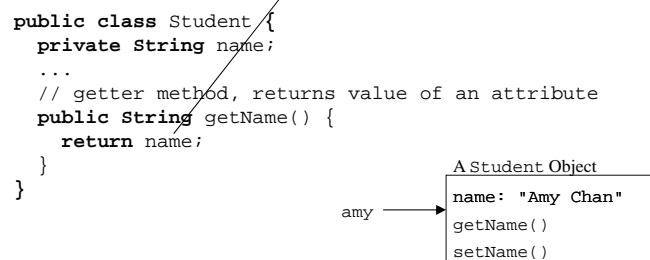 public class Student {
private String name;
...
// getter method, returns value of an attribute
public String getName() {
return name;
}
}
A Student Object
amy
name: "Amy Chan"
getName()
setName()